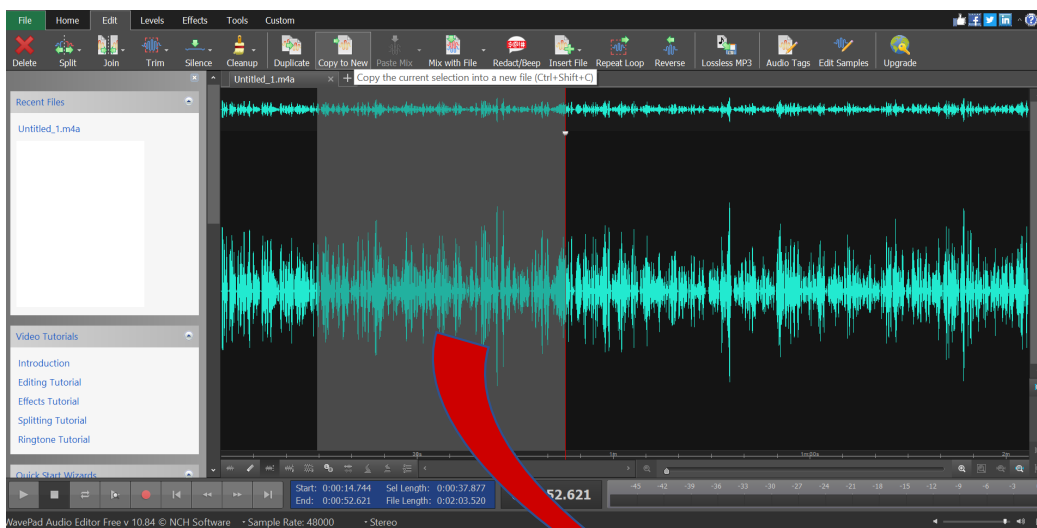 File Home Edit Levels Effects Tools Custom
Delete Split Join Trim Silence Cleanup Duplicate Copy to New Paste Mix Mix with File Redact/Beep Insert File Repeat Loop Reverse Lossless MP3 Audio Tags Edit Samples Upgrade
Untitled_1.m4a × + Copy the current selection into a new file (Ctrl+Shift+C)
Recent Files
Untitled_1.m4a
Video Tutorials
Introduction
Editing Tutorial
Effects Tutorial
Splitting Tutorial
Ringtone Tutorial
30s 1m 1m:30s 2m
Quick Start Wizards
Start: 0:00:14.744 Sel Length: 0:00:37.877
End: 0:00:52.621 File Length: 0:02:03.520
52.621
-45 -42 -39 -36 -33 -30 -27 -24 -21 -18 -15 -12 -9 -6 -3
WavePad Audio Editor Free v 10.84 © NCH Software Sample Rate: 48000 Stereo